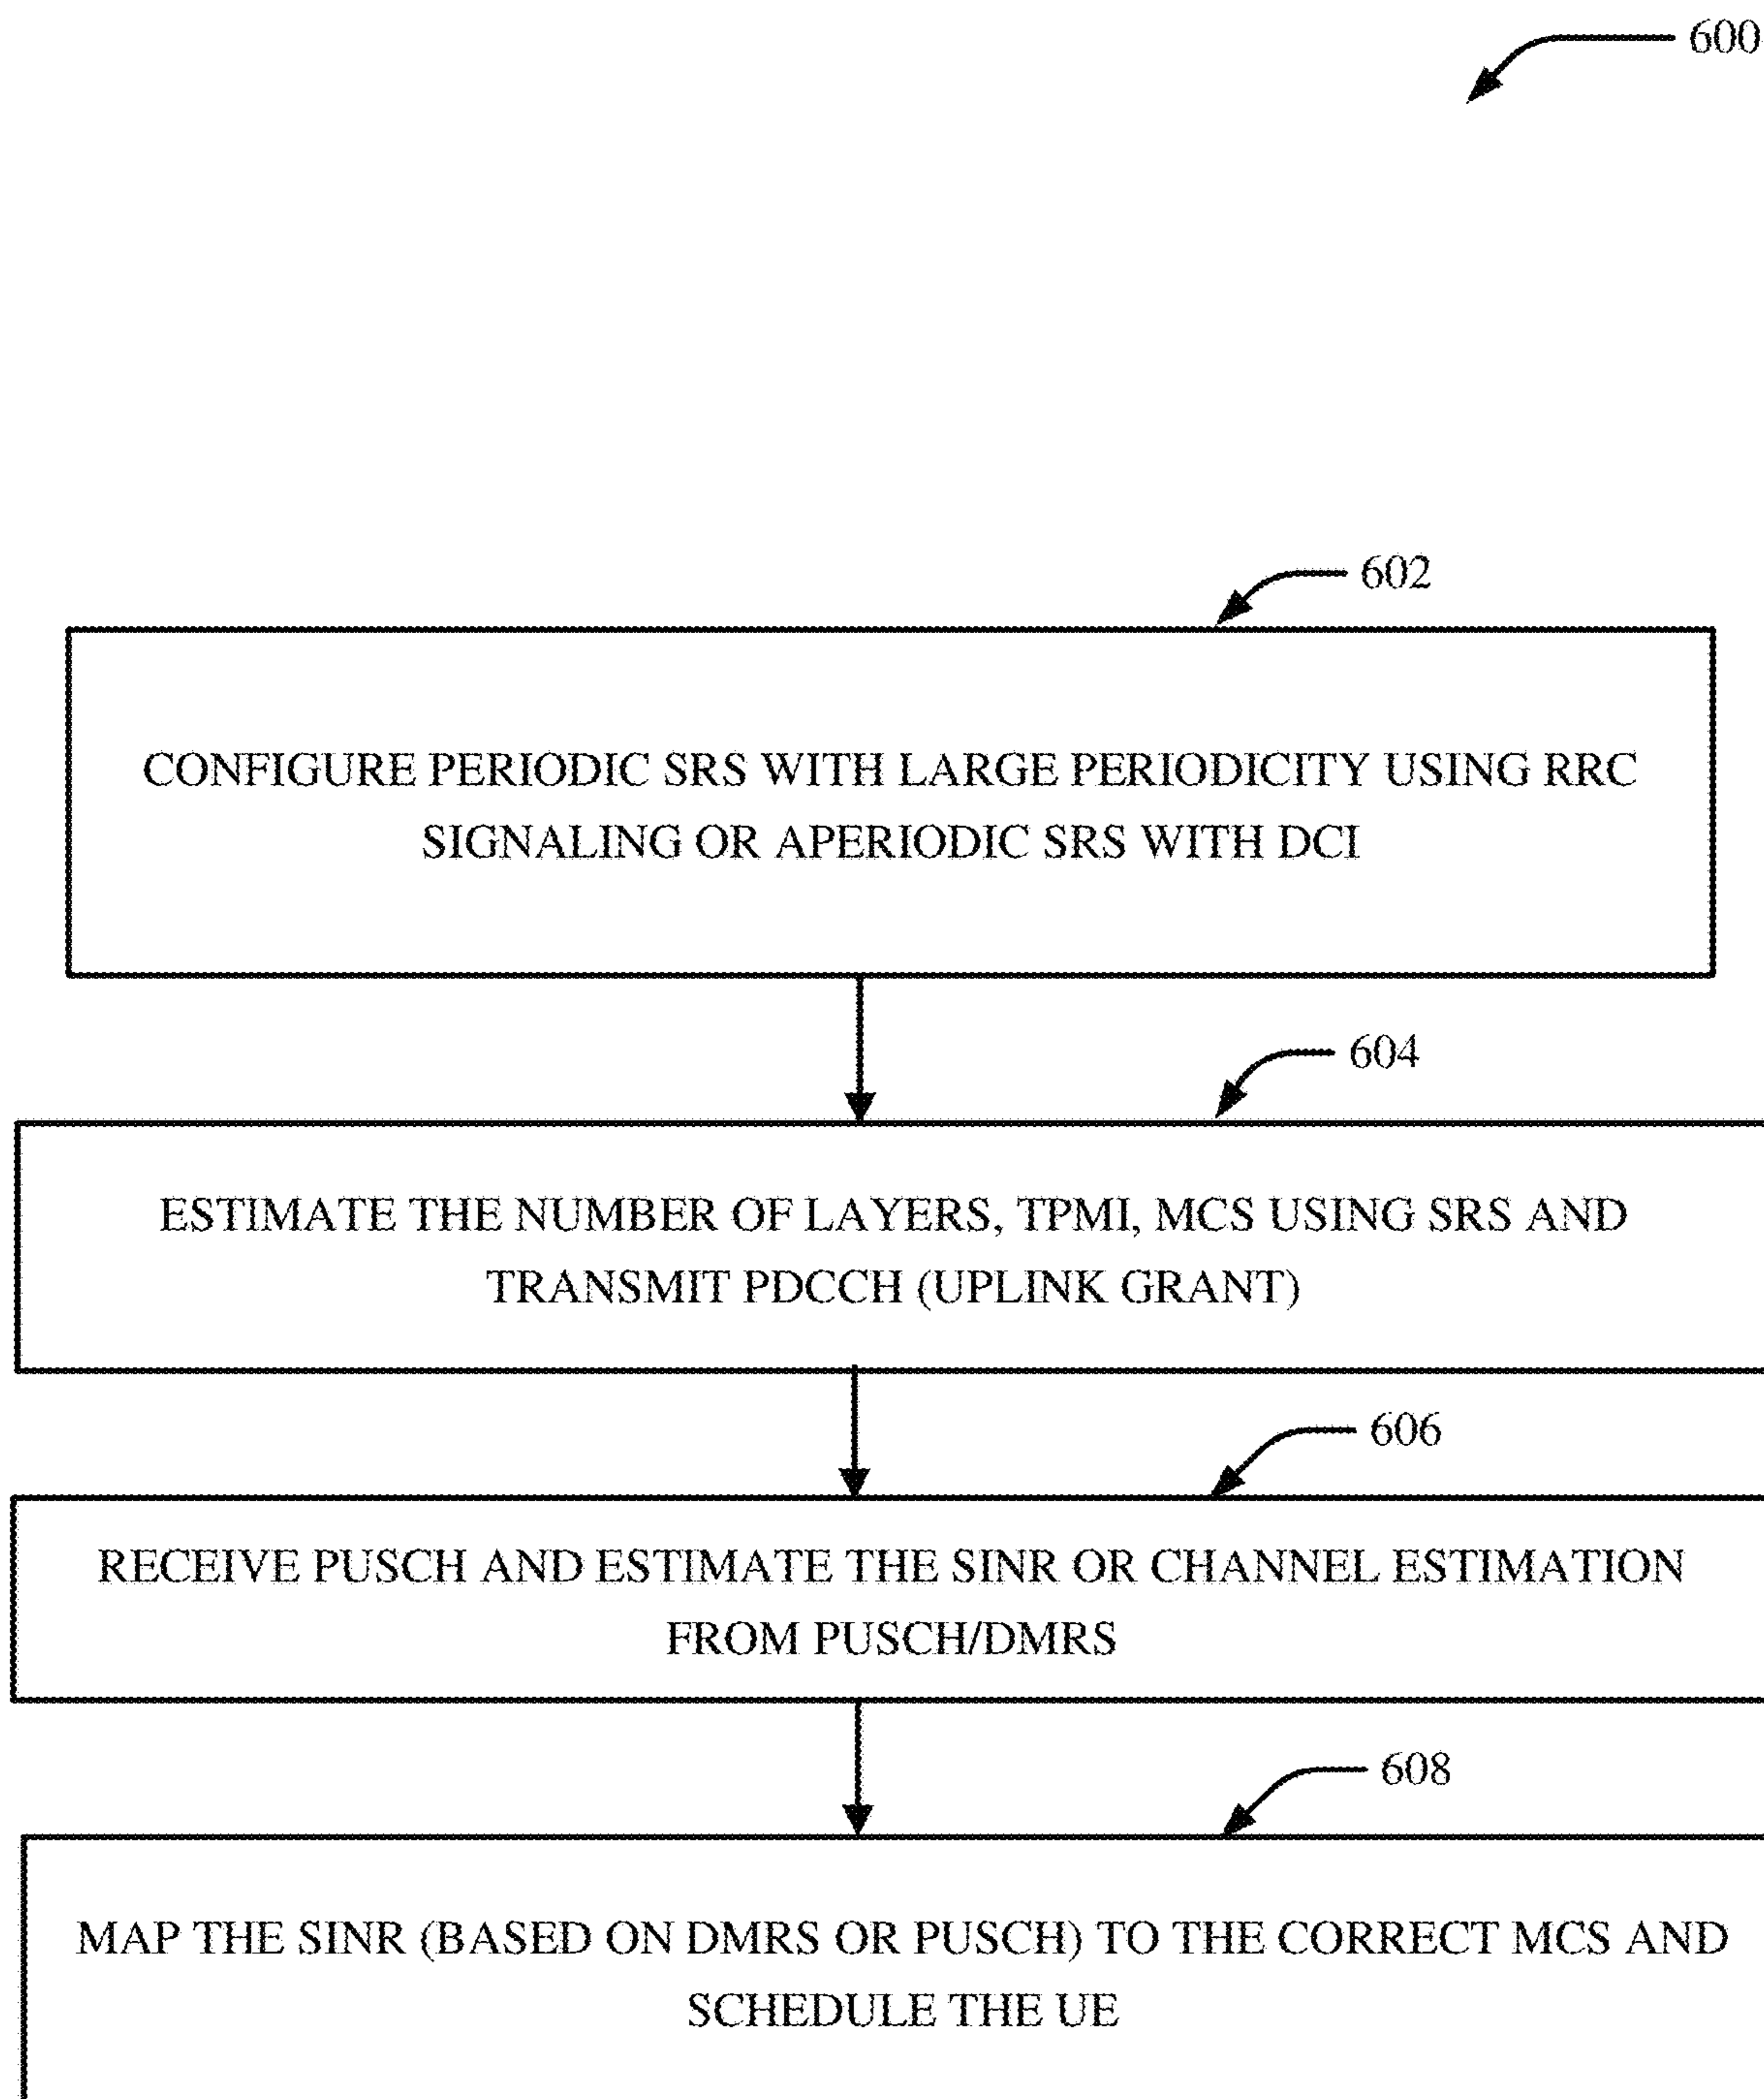 600
602
CONFIGURE PERIODIC SRS WITH LARGE PERIODICITY USING RRC
SIGNALING OR APERIODIC SRS WITH DCI
604
ESTIMATE THE NUMBER OF LAYERS, TPMI, MCS USING SRS AND
TRANSMIT PDCCH (UPLINK GRANT)
606
RECEIVE PUSCH AND ESTIMATE THE SINR OR CHANNEL ESTIMATION
FROM PUSCH/DMRS
608
MAP THE SINR (BASED ON DMRS OR PUSCH) TO THE CORRECT MCS AND
SCHEDULE THE UE